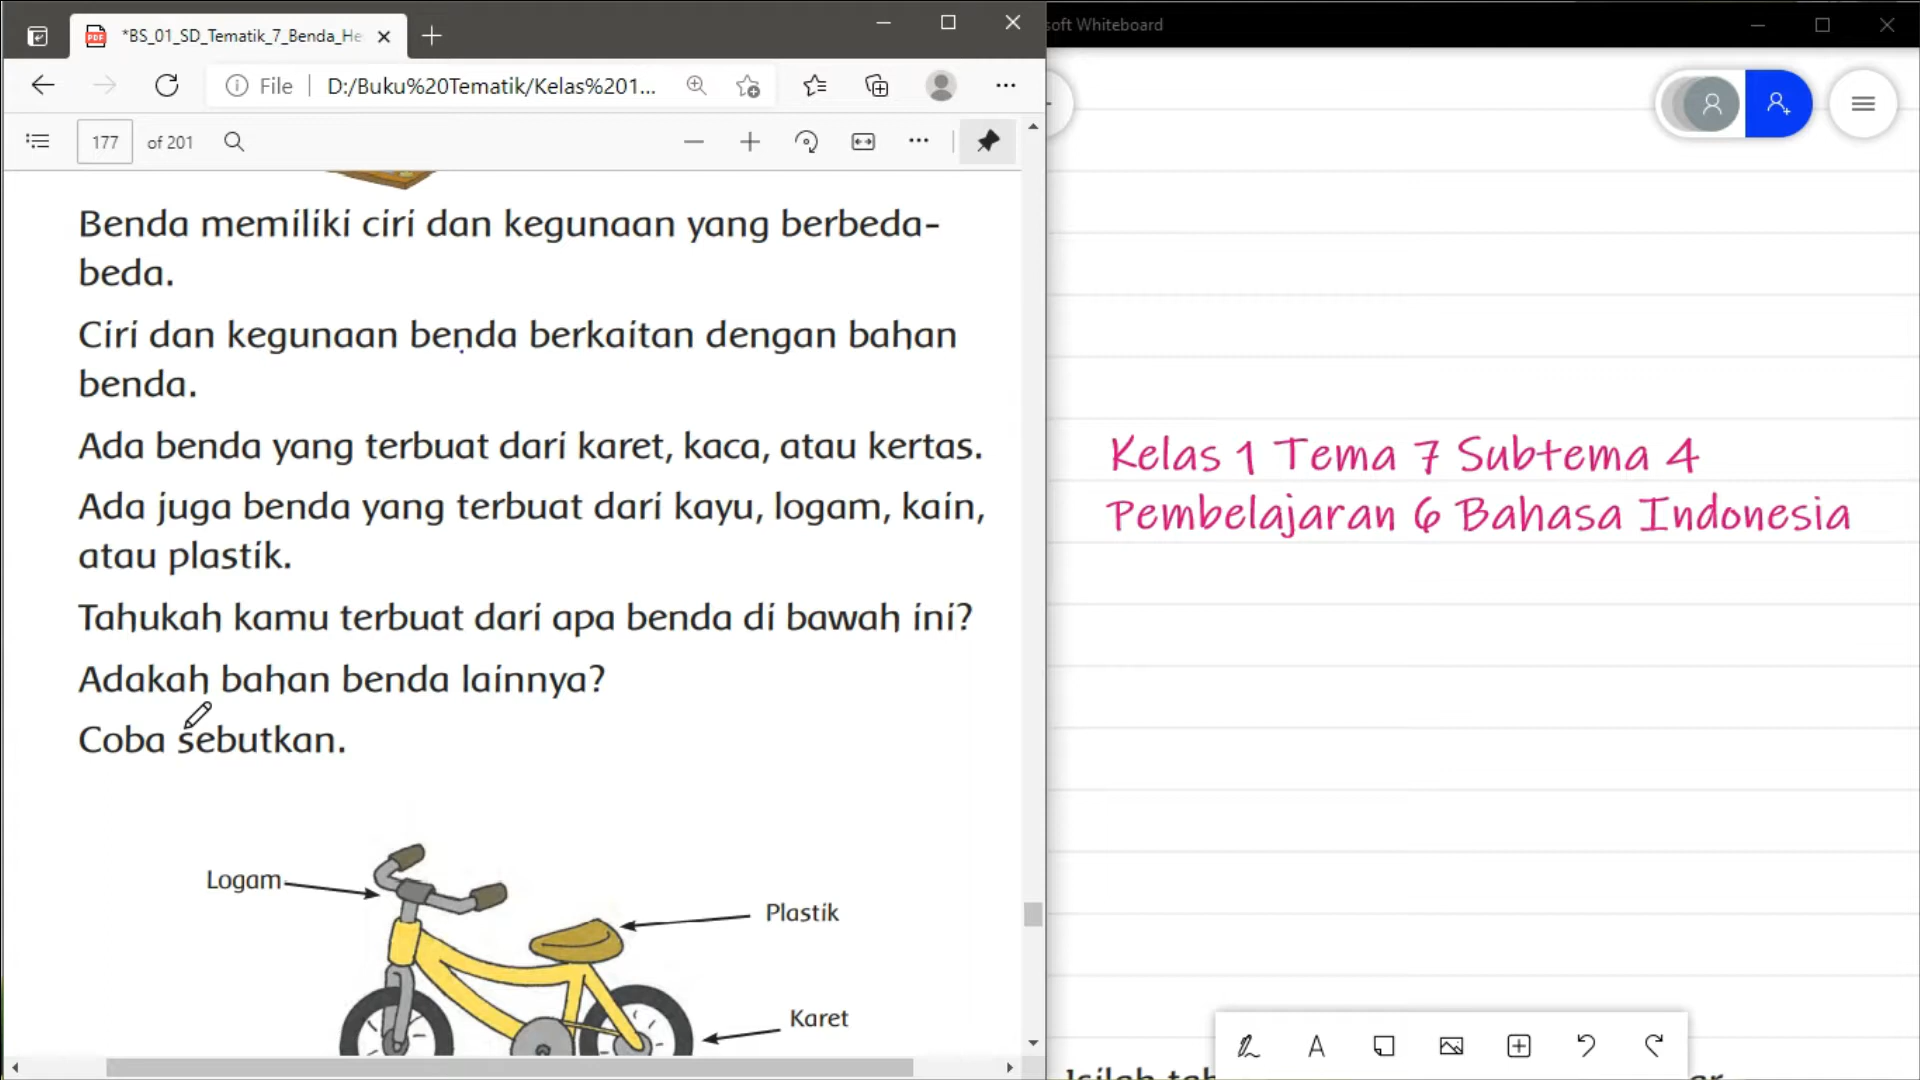 *BS_01_SD_Tematik_7_Benda_He
soft Whiteboard
File
D:/Buku%20Tematik/Kelas%201...
177 of 201
Benda memiliki ciri dan kegunaan yang berbeda-
beda.
Ciri dan kegunaan benda berkaitan dengan bahan
benda.
Ada benda yang terbuat dari karet, kaca, atau kertas.
Ada juga benda yang terbuat dari kayu, logam, kain,
atau plastik.
Tahukah kamu terbuat dari apa benda di bawah ini?
Adakah bahan benda lainnya?
Coba sebutkan.
Logam
Plastik
Karet
Kelas 1 Tema 7 Subtema 4
Pembelajaran 6 Bahasa Indonesia